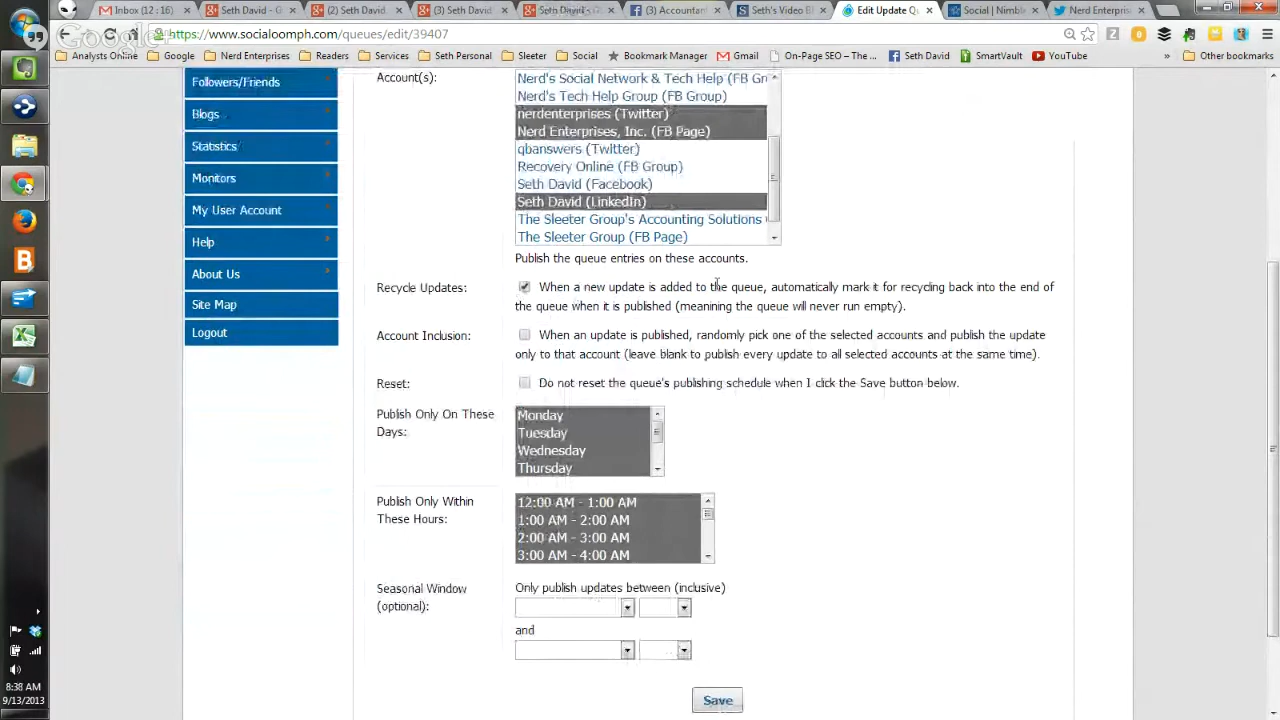 Inbox (12 : 16)
Seth David - G
(2) Seth David.
(3) Seth David
Seth David - G
(3) Accountan
Seth's Video B
Edit Update Qu
Social | Nimble
Nerd Enterpris
Google+
https://www.socialoomph.com/queues/edit/39407
Analysts Online
Google
Nerd Enterprises
Readers
Seth Personal
Sleeter
Social
Bookmark Manager
Gmail
On-Page SEO – The ...
Seth David
SmartVault
YouTube
»
Other bookmarks
Followers/Friends
Blogs
Statistics
Monitors
My User Account
Help
About Us
Site Map
Logout
Account(s):
Nerd's Social Network & Tech Help (FB Gr
Nerd's Tech Help Group (FB Group)
nerdenterprises (Twitter)
Nerd Enterprises, Inc. (FB Page)
qbanswers (Twitter)
Recovery Online (FB Group)
Seth David (Facebook)
Seth David (LinkedIn)
The Sleeter Group's Accounting Solutions
The Sleeter Group (FB Page)
Publish the queue entries on these accounts.
Recycle Updates:
When a new update is added to the queue, automatically mark it for recycling back into the end of
the queue when it is published (meanining the queue will never run empty).
Account Inclusion:
When an update is published, randomly pick one of the selected accounts and publish the update
only to that account (leave blank to publish every update to all selected accounts at the same time).
Reset:
Do not reset the queue's publishing schedule when I click the Save button below.
Publish Only On These
Days:
Monday
Tuesday
Wednesday
Thursday
Publish Only Within
These Hours:
12:00 AM - 1:00 AM
1:00 AM - 2:00 AM
2:00 AM - 3:00 AM
3:00 AM - 4:00 AM
Seasonal Window
(optional):
Only publish updates between (inclusive)
and
Save
8:38 AM
9/13/2013